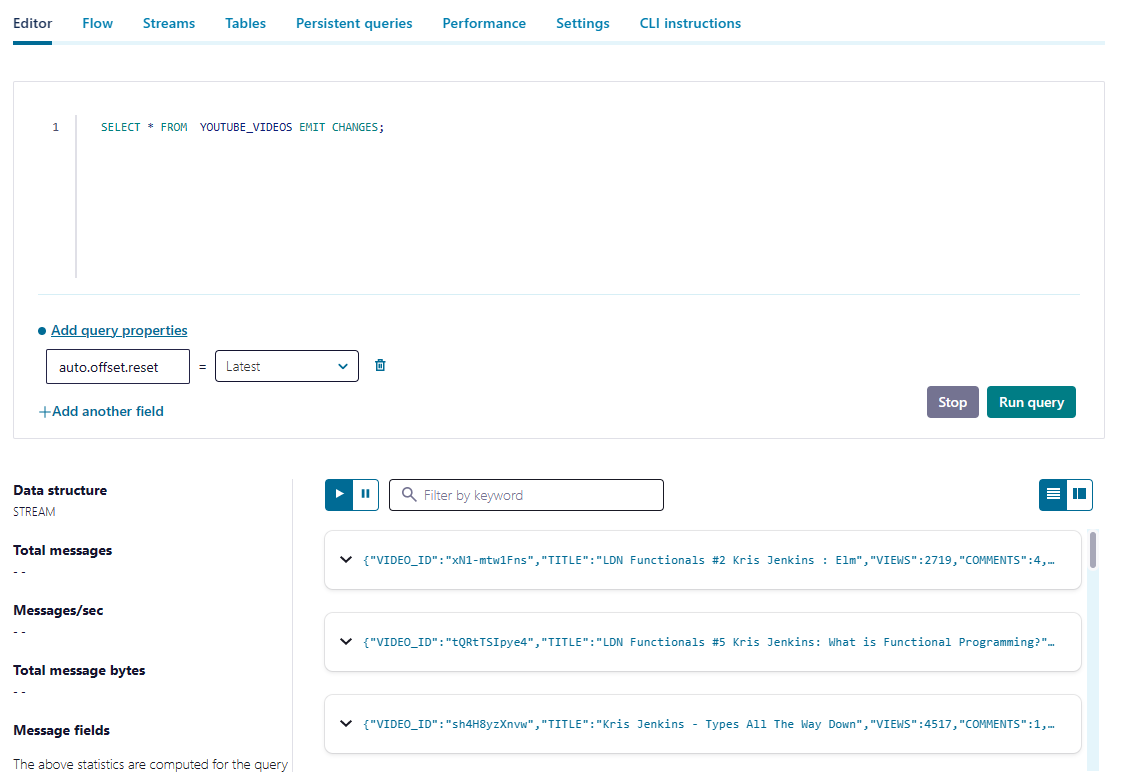 Editor Flow Streams Tables Persistent queries Performance Settings CLI instructions
1 SELECT * FROM  YOUTUBE_VIDEOS EMIT CHANGES;
Add query properties
auto.offset.reset = Latest
+Add another field
Stop Run query
Data structure
STREAM
Total messages
- -
Messages/sec
- -
Total message bytes
- -
Message fields
The above statistics are computed for the query
Filter by keyword
{"VIDEO_ID":"xN1-mtw1Fns","TITLE":"LDN Functionals #2 Kris Jenkins : Elm","VIEWS":2719,"COMMENTS":4,…
{"VIDEO_ID":"tQRtTSIpye4","TITLE":"LDN Functionals #5 Kris Jenkins: What is Functional Programming?"…
{"VIDEO_ID":"sh4H8yzXnvw","TITLE":"Kris Jenkins - Types All The Way Down","VIEWS":4517,"COMMENTS":1,…